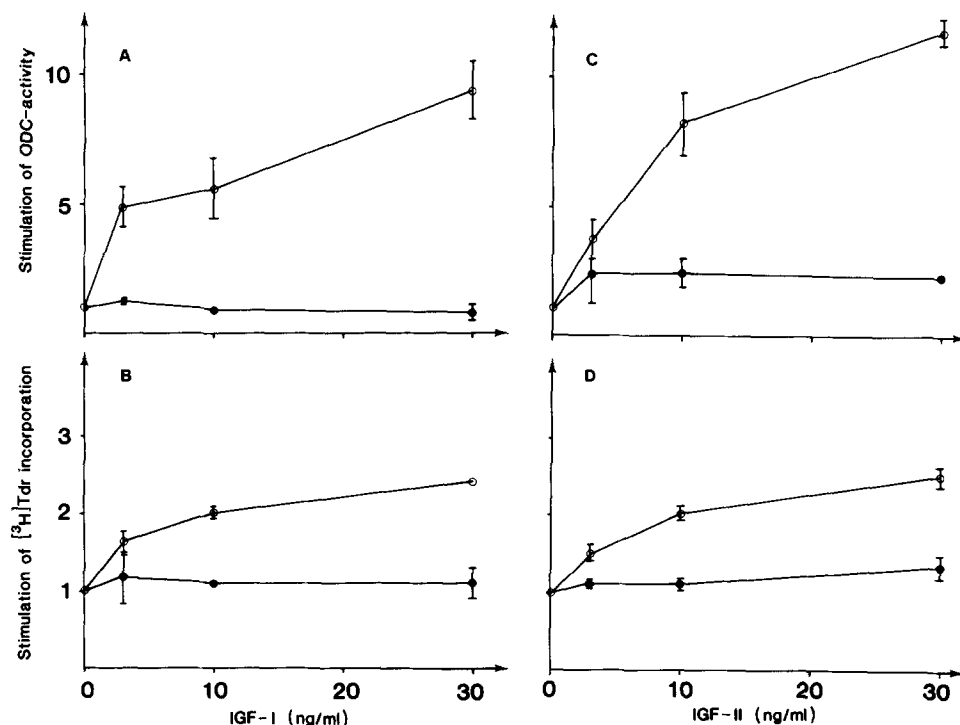 A
C
10
5
Stimulation of ODC-activity
B
D
3
2
1
Stimulation of [³H]Tdr incorporation
0 10 20 30
IGF-I (ng/ml)
0 10 20 30
IGF-II (ng/ml)